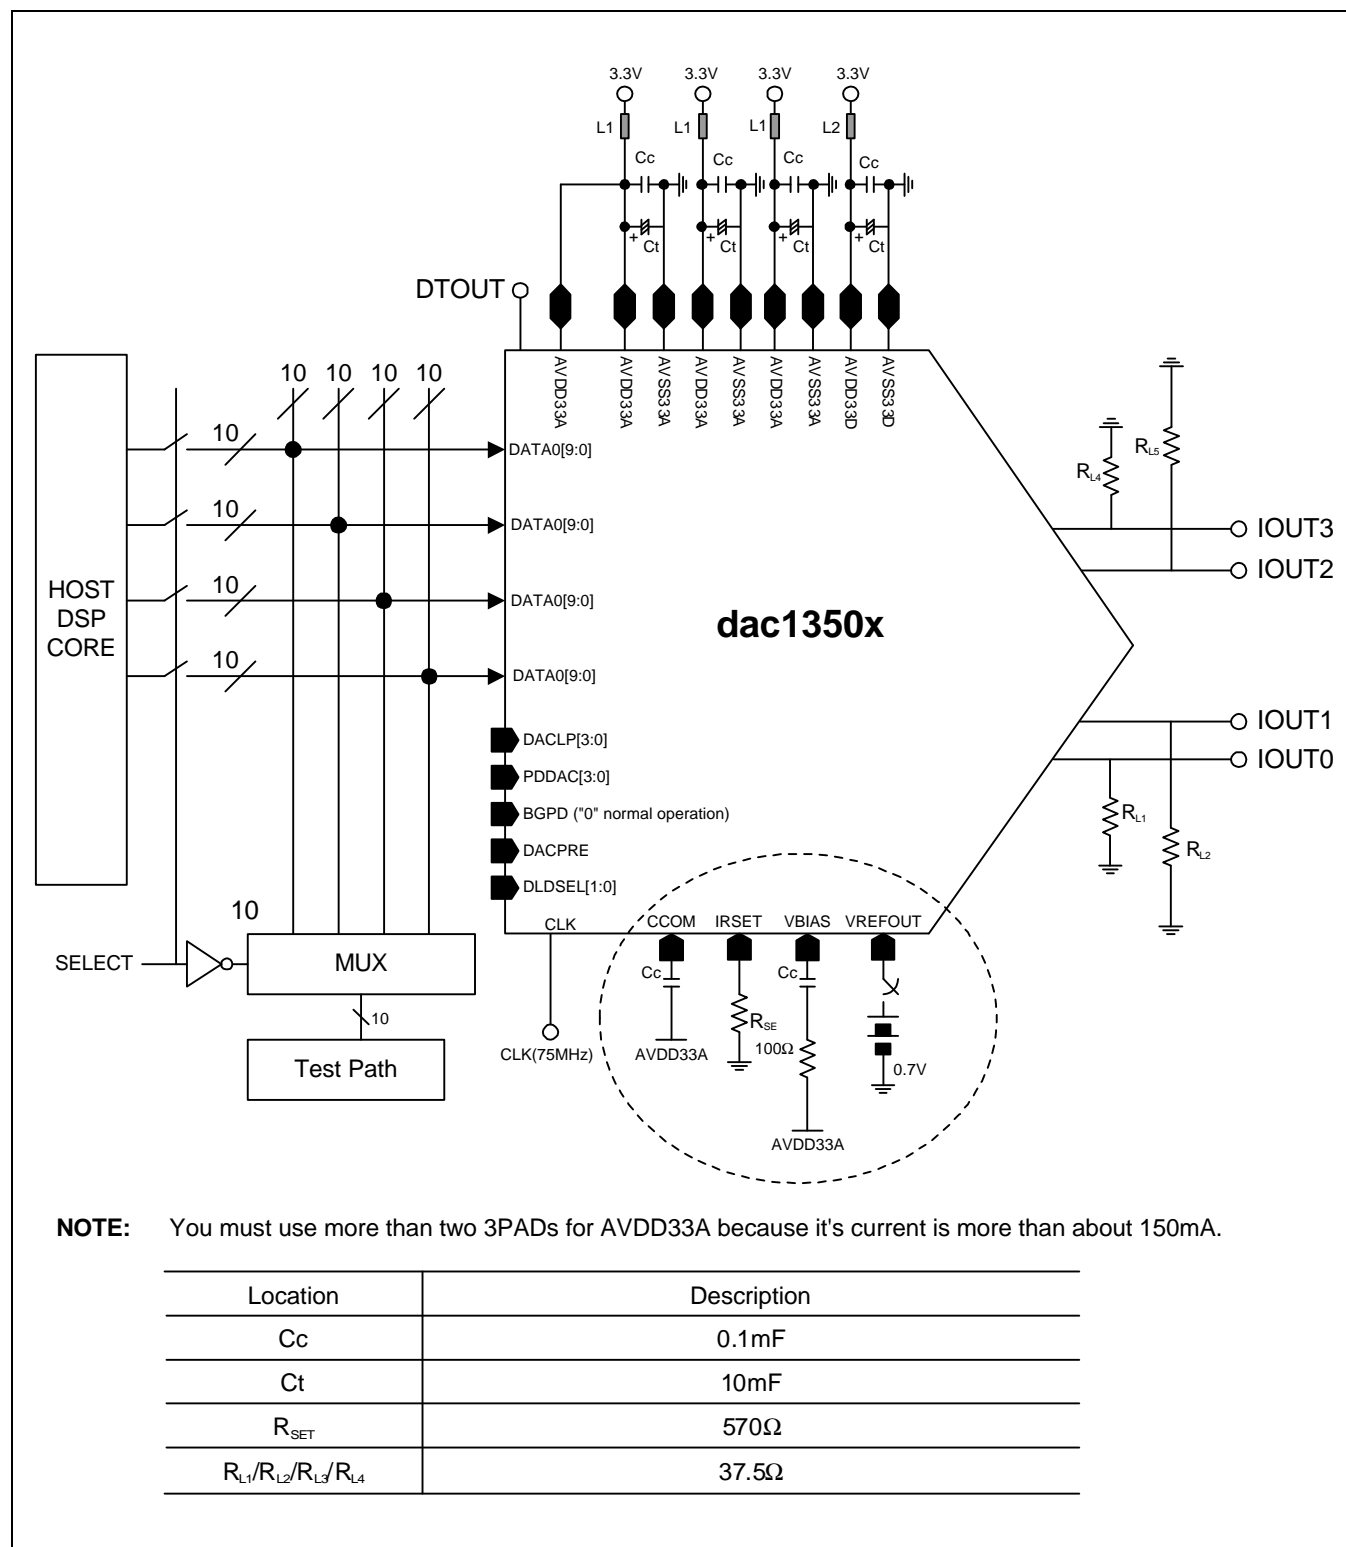 3.3V 3.3V 3.3V 3.3V
L1 L1 L1 L2
Cc Cc Cc Cc
+ Ct + Ct + Ct + Ct
DTOUT
AVDD33A AVDD33A AVSS33A AVDD33A AVSS33A AVDD33A AVSS33A AVDD33D AVSS33D
10 10 10 10
10 DATA0[9:0]
10 DATA0[9:0]
10 DATA0[9:0]
10 DATA0[9:0]
HOST
DSP
CORE
dac1350x
RL4 RL5
IOUT3
IOUT2
IOUT1
IOUT0
RL1 RL2
DACLP[3:0]
PDDAC[3:0]
BGPD ("0" normal operation)
DACPRE
DLDSEL[1:0]
CLK CCOM IRSET VBIAS VREFOUT
10
SELECT
MUX
10
Test Path
CLK(75MHz)
Cc
AVDD33A
RSE
Cc
100Ω
AVDD33A
0.7V
NOTE: You must use more than two 3PADs for AVDD33A because it's current is more than about 150mA.
Location Description
Cc 0.1mF
Ct 10mF
RSET 570Ω
RL1/RL2/RL3/RL4 37.5Ω